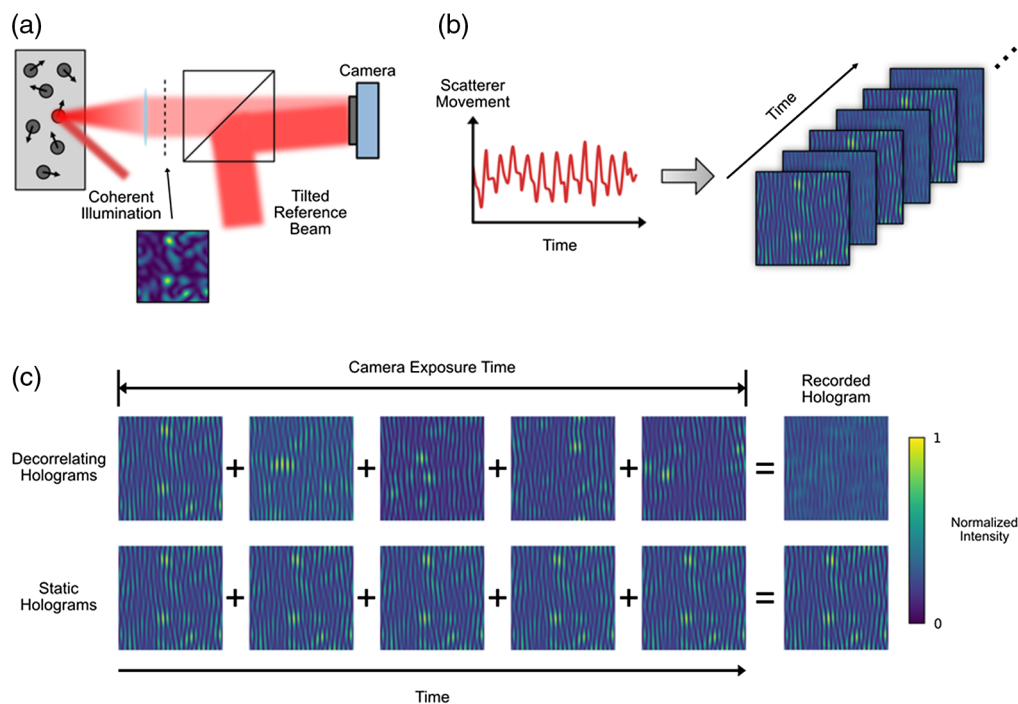 (a)
Camera
Coherent
Illumination
Tilted
Reference
Beam
(b)
Scatterer
Movement
Time
Time
(c)
Camera Exposure Time
Recorded
Hologram
Decorrelating
Holograms
+
+
+
+
=
1
Normalized
Intensity
0
Static
Holograms
+
+
+
+
=
Time